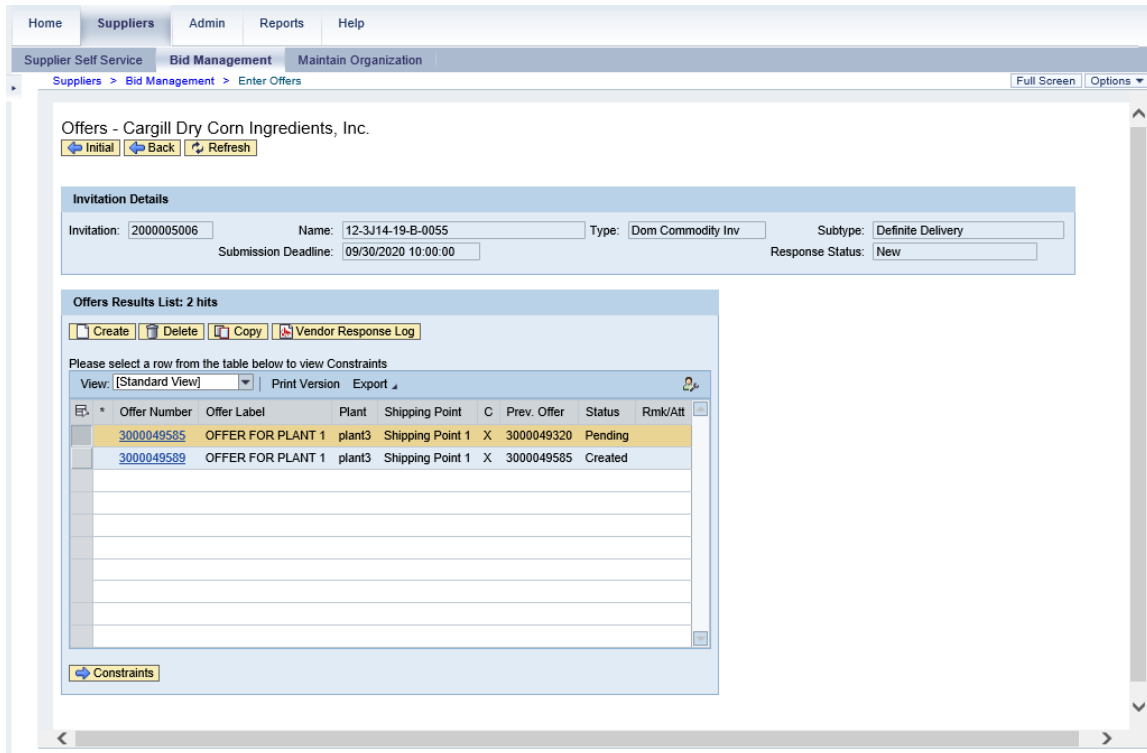 Home Suppliers Admin Reports Help
Supplier Self Service Bid Management Maintain Organization
Suppliers > Bid Management > Enter Offers Full Screen Options
Offers - Cargill Dry Corn Ingredients, Inc.
Initial Back Refresh
Invitation Details
Invitation: 2000005006 Name: 12-3J14-19-B-0055 Type: Dom Commodity Inv Subtype: Definite Delivery
Submission Deadline: 09/30/2020 10:00:00 Response Status: New
Offers Results List: 2 hits
Create Delete Copy Vendor Response Log
Please select a row from the table below to view Constraints
View: [Standard View] Print Version Export
* Offer Number Offer Label Plant Shipping Point C Prev. Offer Status Rmk/Att
3000049585 OFFER FOR PLANT 1 plant3 Shipping Point 1 X 3000049320 Pending
3000049589 OFFER FOR PLANT 1 plant3 Shipping Point 1 X 3000049585 Created
Constraints